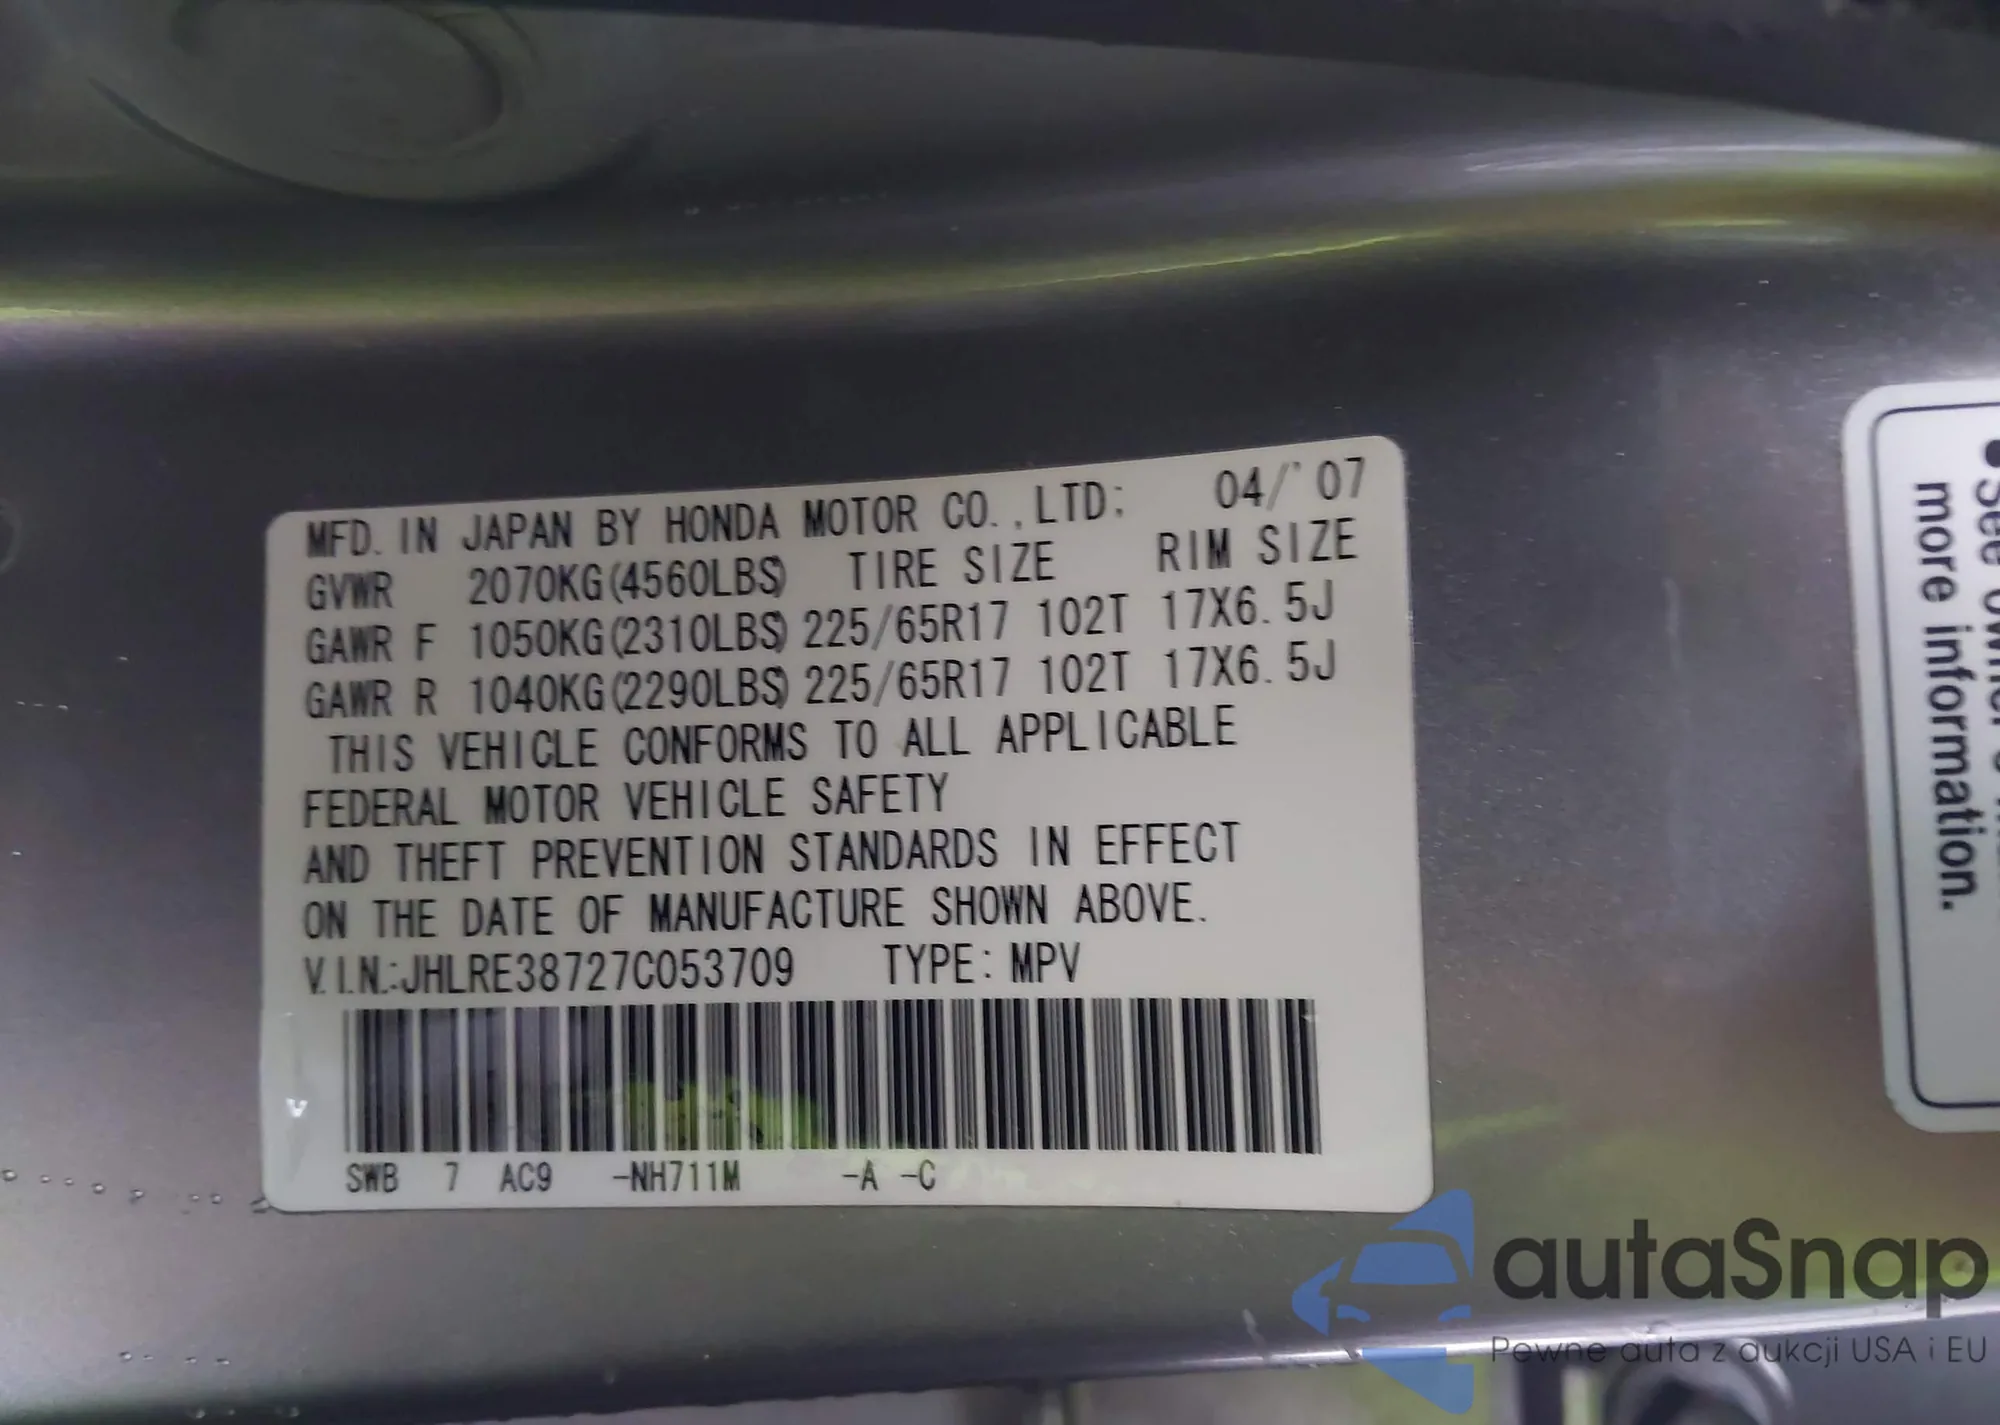 MFD. IN JAPAN BY HONDA MOTOR CO., LTD; 04/'07
GVWR 2070KG(4560LBS) TIRE SIZE RIM SIZE
GAWR F 1050KG(2310LBS) 225/65R17 102T 17X6.5J
GAWR R 1040KG(2290LBS) 225/65R17 102T 17X6.5J
THIS VEHICLE CONFORMS TO ALL APPLICABLE
FEDERAL MOTOR VEHICLE SAFETY
AND THEFT PREVENTION STANDARDS IN EFFECT
ON THE DATE OF MANUFACTURE SHOWN ABOVE.
V.I.N.:JHLRE38727C053709 TYPE: MPV
SWB 7 AC9 -NH711M -A -C
• See owner's
more information.
autaSnap
Pewne auta z aukcji USA i EU